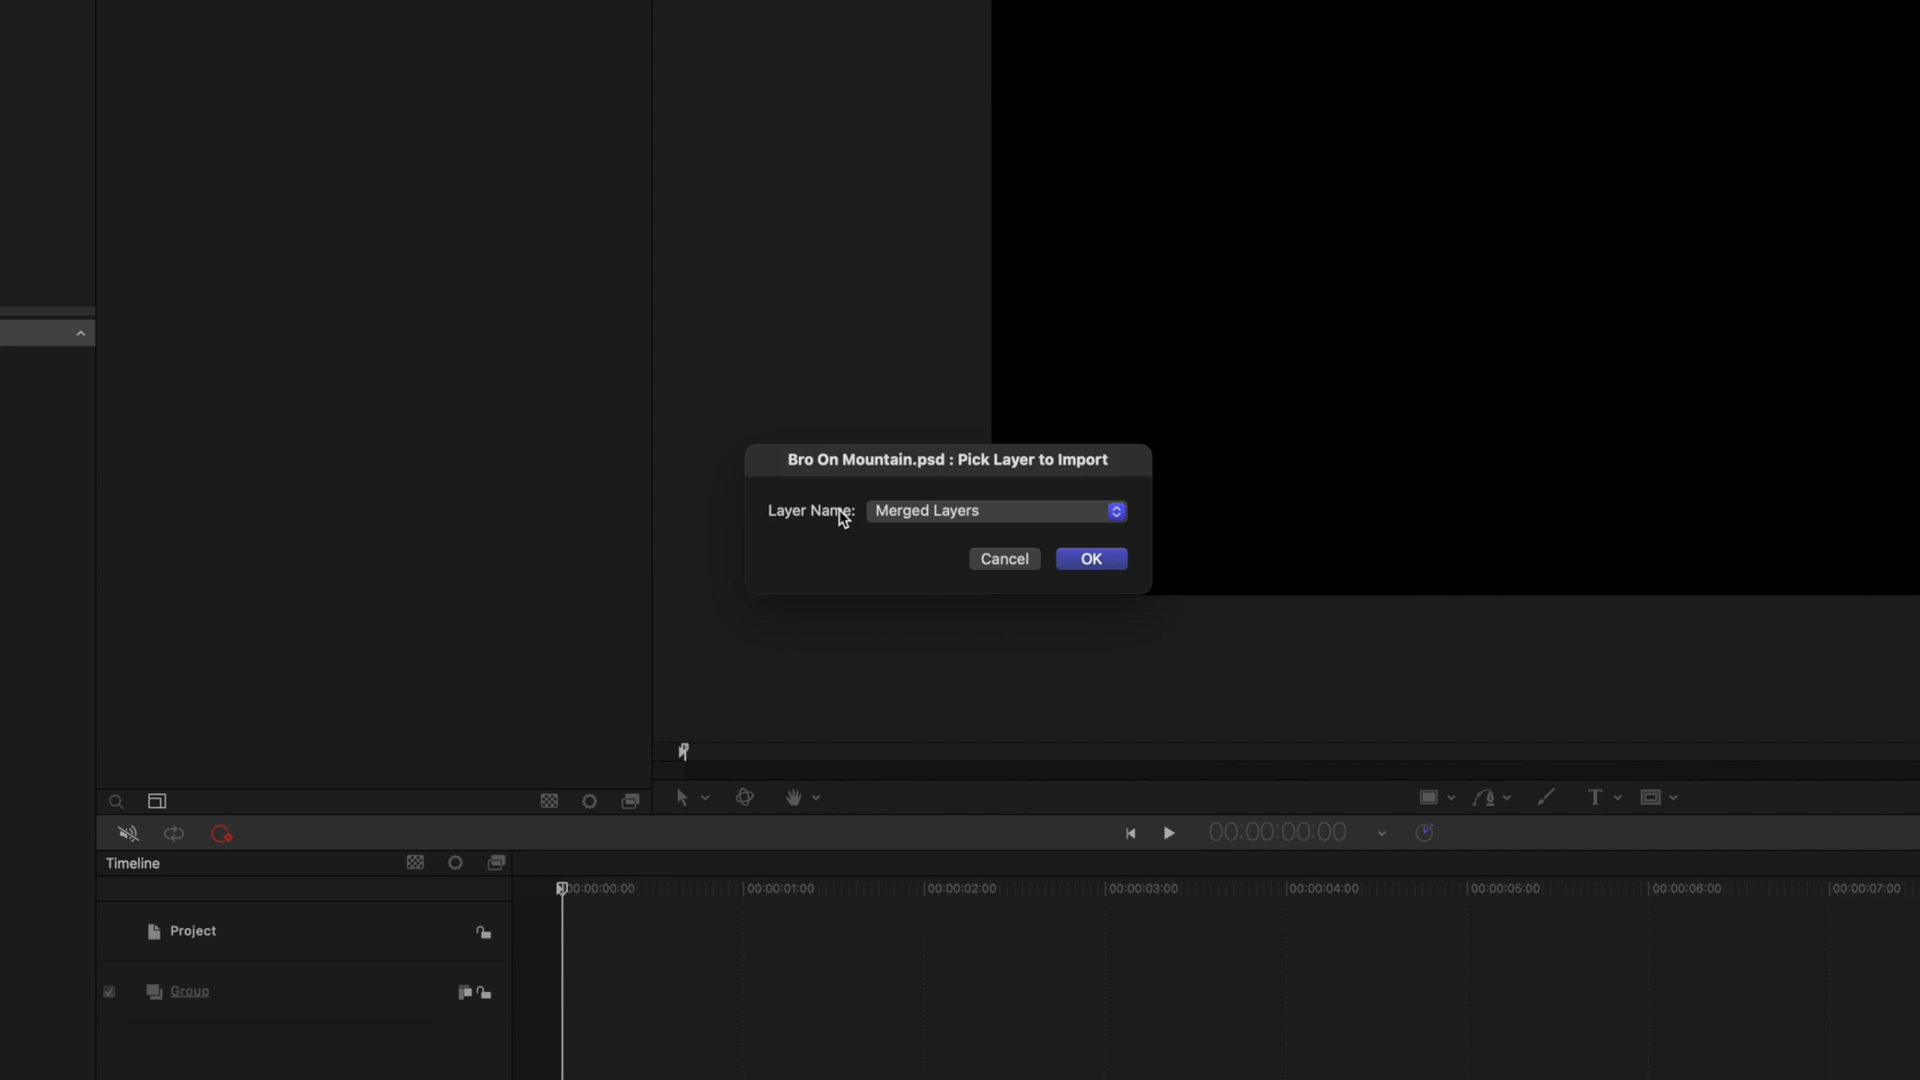 Bro On Mountain.psd : Pick Layer to Import
Layer Name: Merged Layers
Cancel OK
T
00:00:00:00
Timeline
00:00:00:00 00:00:01:00 00:00:02:00 00:00:03:00 00:00:04:00 00:00:05:00 00:00:06:00 00:00:07:00
Project
Group